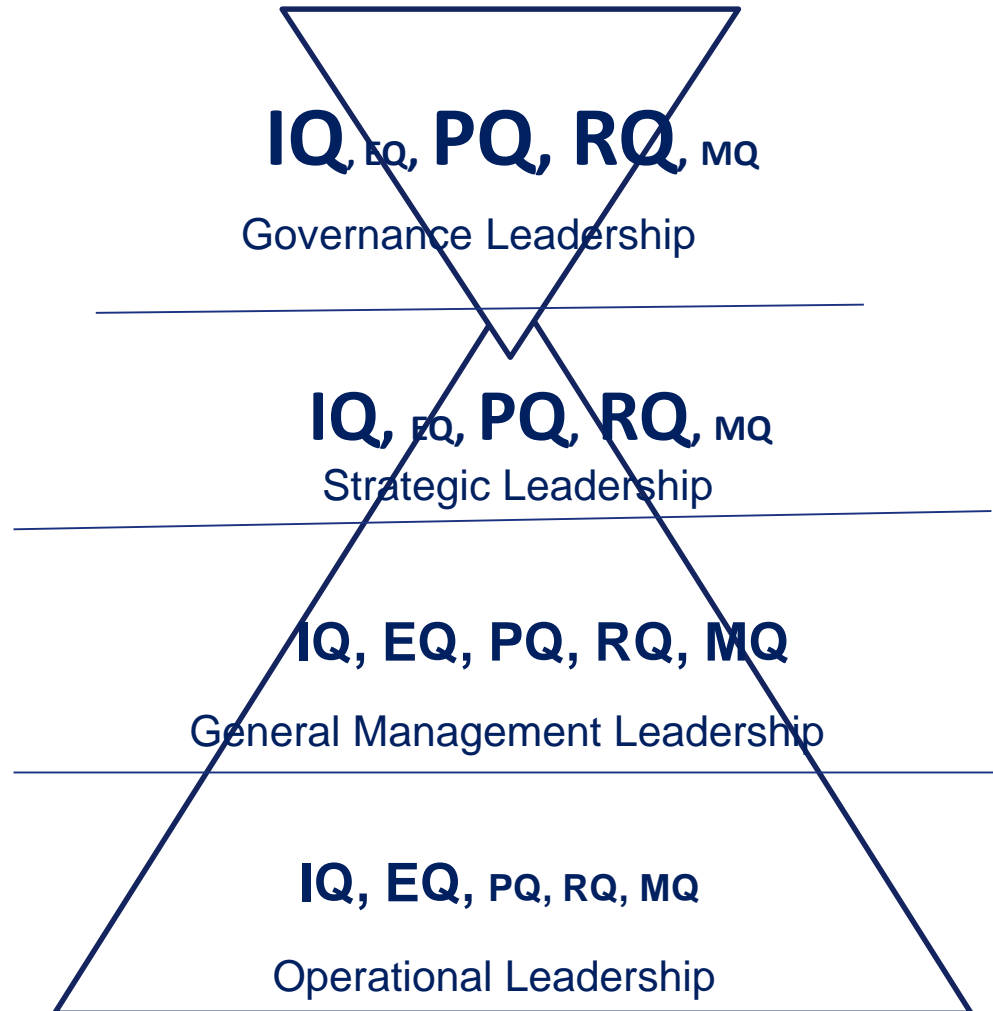 IQ, EQ, PQ, RQ, MQ
Governance Leadership
IQ, EQ, PQ, RQ, MQ
Strategic Leadership
IQ, EQ, PQ, RQ, MQ
General Management Leadership
IQ, EQ, PQ, RQ, MQ
Operational Leadership